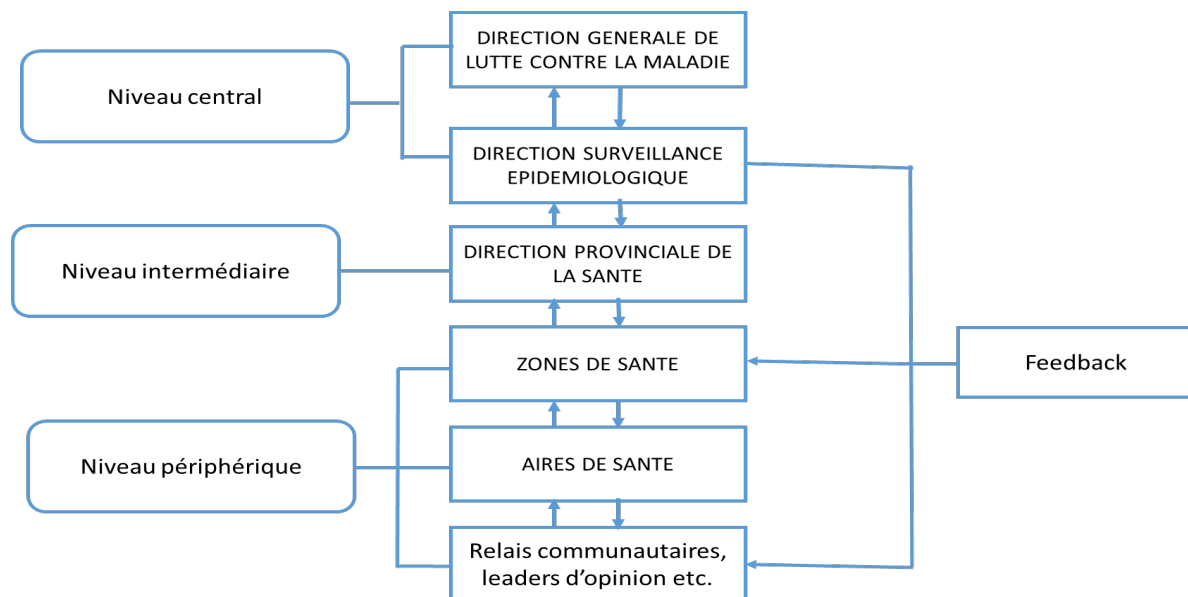 DIRECTION GENERALE DE
LUTTE CONTRE LA MALADIE
Niveau central
DIRECTION SURVEILLANCE
EPIDEMIOLOGIQUE
Niveau intermédiaire
DIRECTION PROVINCIALE DE
LA SANTE
ZONES DE SANTE
Feedback
Niveau périphérique
AIRES DE SANTE
Relais communautaires,
leaders d'opinion etc.